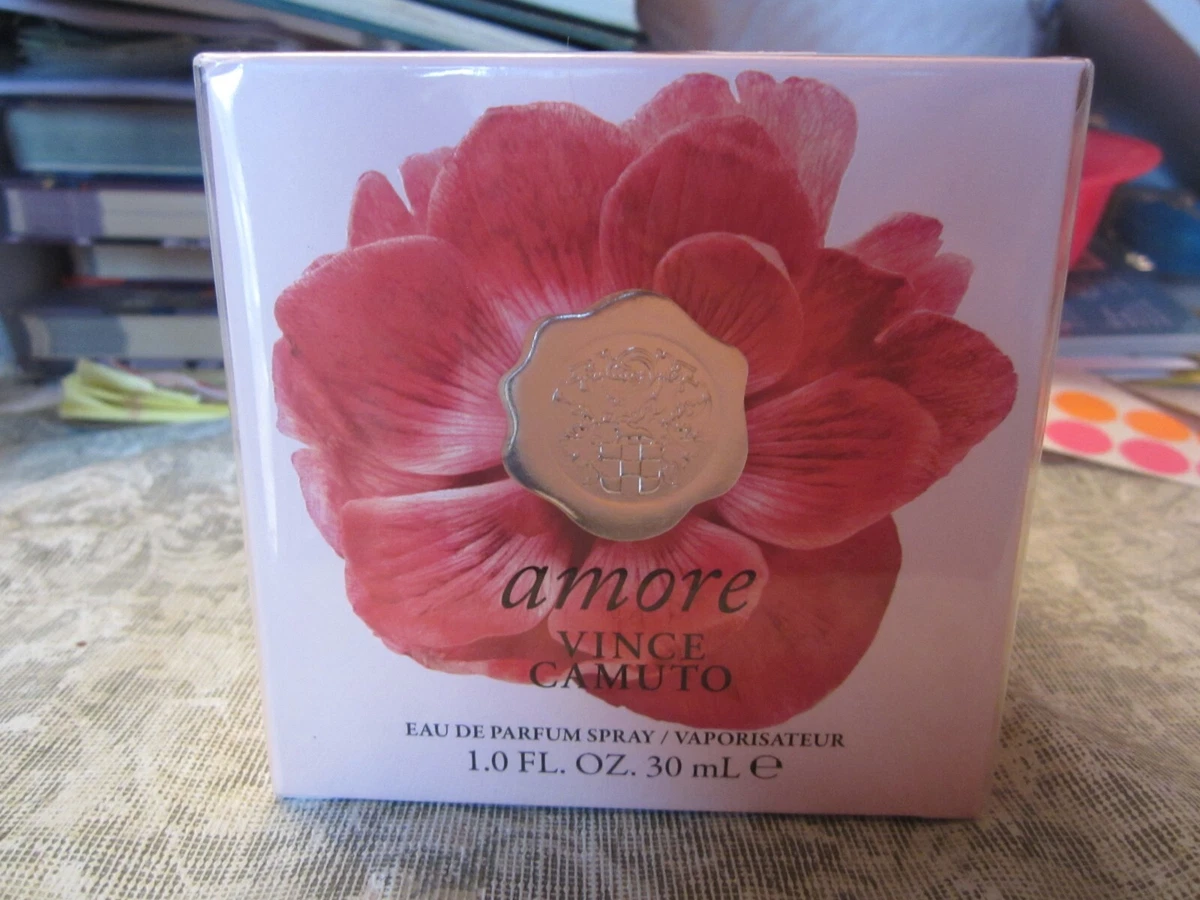 amore
VINCE
CAMUTO
EAU DE PARFUM SPRAY / VAPORISATEUR
1.0 FL. OZ. 30 mL ℮